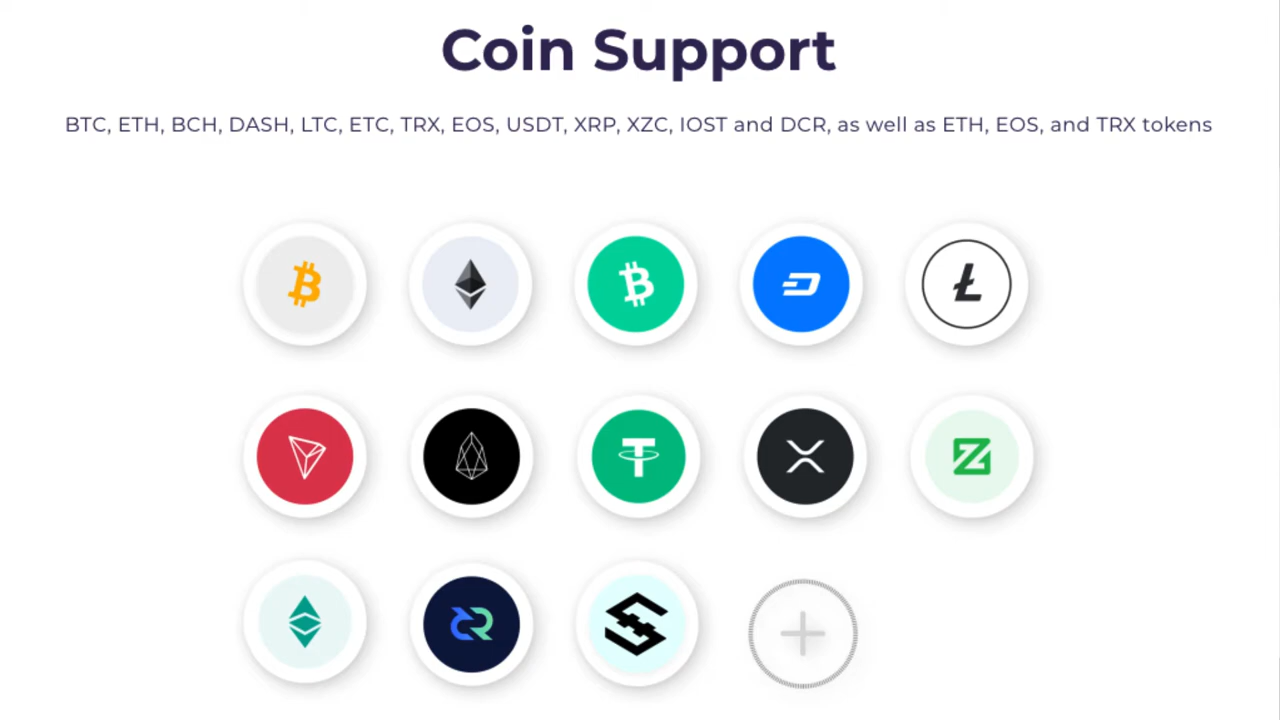 Coin Support
BTC, ETH, BCH, DASH, LTC, ETC, TRX, EOS, USDT, XRP, XZC, IOST and DCR, as well as ETH, EOS, and TRX tokens